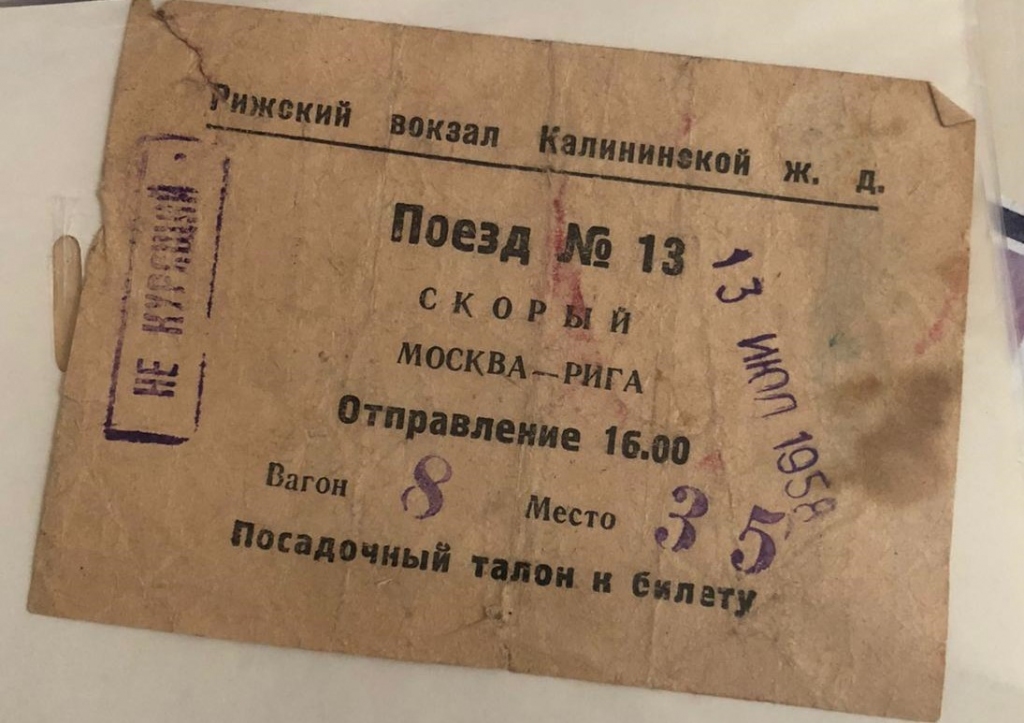 Рижский вокзал Калининской ж. д.
НЕ КУРЯЩИЙ
Поезд № 13
13 ИЮЛ 1958
СКОРЫЙ
МОСКВА—РИГА
Отправление 16.00
Вагон 8 Место 35
Посадочный талон к билету